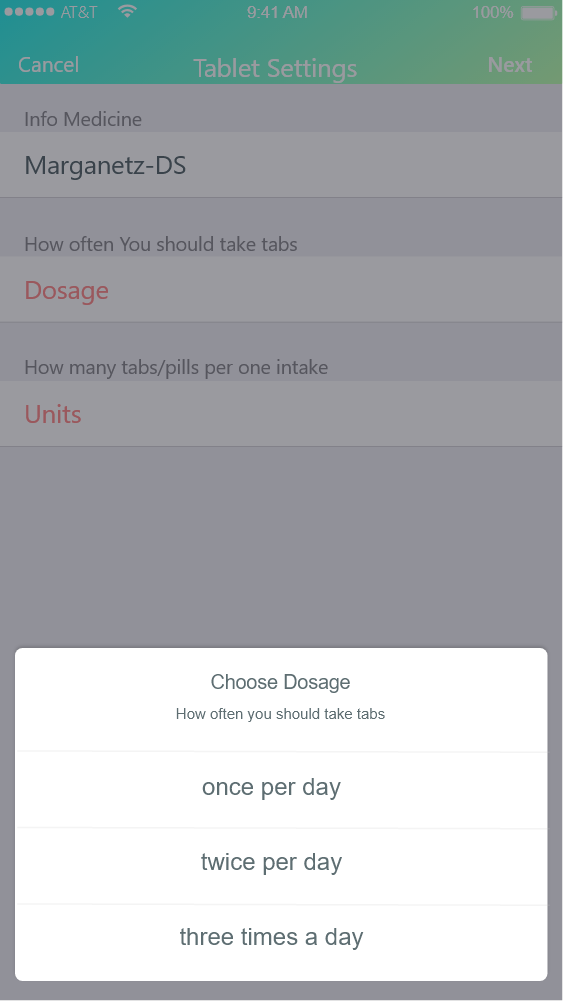 AT&T 9:41 AM 100%
Cancel Tablet Settings Next
Info Medicine
Marganetz-DS
How often You should take tabs
Dosage
How many tabs/pills per one intake
Units
Choose Dosage
How often you should take tabs
once per day
twice per day
three times a day